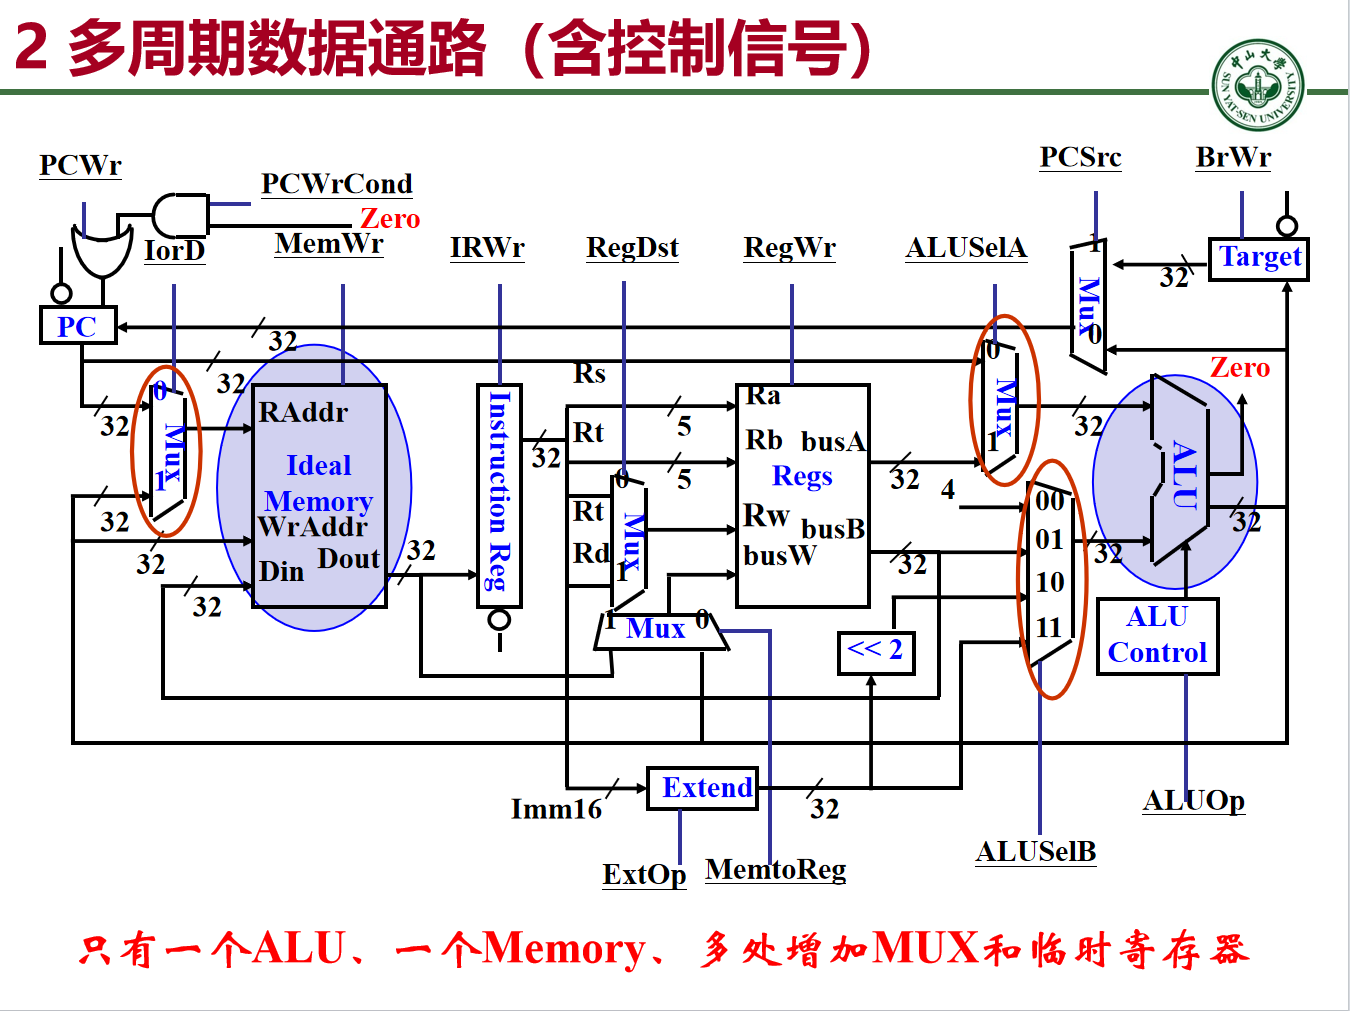 2 多周期数据通路（含控制信号）
中山大学
SUN YAT-SEN UNIVERSITY
PCWr
PCWrCond
Zero
PCSrc
BrWr
IorD
MemWr
IRWr
RegDst
RegWr
ALUSelA
1
Target
32
PC
32
Mux
0
32
32
0
Zero
Rs
0
RAddr
Ra
32
Mux
Instruction Reg
5
Mux
32
Rt
Rb
busA
1
Ideal
32
ALU
1
Memory
5
Regs
32
4
00
32
WrAddr
0
Rt
Mux
Rw
busB
01
32
32
Din
Dout
32
Rd
1
busW
32
32
10
32
11
1
Mux
0
<< 2
ALU
Control
Imm16
Extend
32
ALUOp
ExtOp
MemtoReg
ALUSelB
只有一个ALU、一个Memory、多处增加MUX和临时寄存器